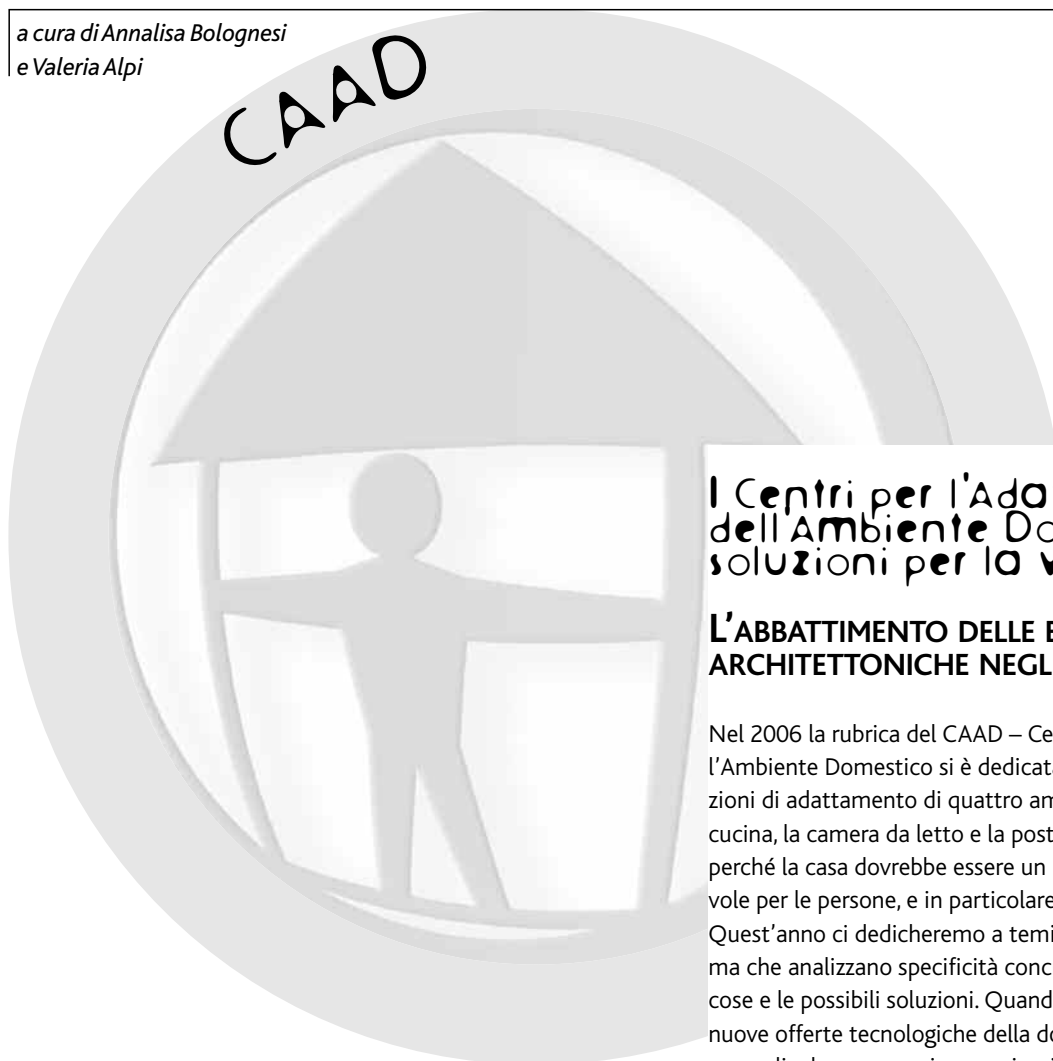 a cura di Annalisa Bolognesi
e Valeria Alpi
CAAD
I Centri per l'Ada
dell'Ambiente Do
soluzioni per la v
L'ABBATTIMENTO DELLE
ARCHITETTONICHE NEGL
Nel 2006 la rubrica del CAAD – Ce
l'Ambiente Domestico si è dedicat
zioni di adattamento di quattro am
cucina, la camera da letto e la post
perché la casa dovrebbe essere un
vole per le persone, e in particolare
Quest'anno ci dedicheremo a temi
ma che analizzano specificità conc
cose e le possibili soluzioni. Quand
nuove offerte tecnologiche della do